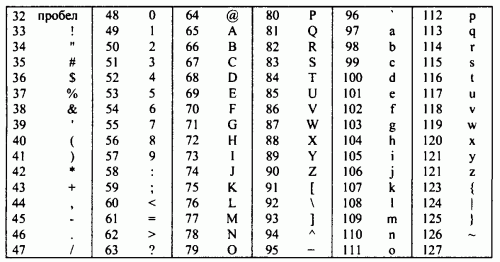 32 пробел 48 0 64 @ 80 P 96 ` 112 p
33 ! 49 1 65 A 81 Q 97 a 113 q
34 " 50 2 66 B 82 R 98 b 114 r
35 # 51 3 67 C 83 S 99 c 115 s
36 $ 52 4 68 D 84 T 100 d 116 t
37 % 53 5 69 E 85 U 101 e 117 u
38 & 54 6 70 F 86 V 102 f 118 v
39 ' 55 7 71 G 87 W 103 g 119 w
40 ( 56 8 72 H 88 X 104 h 120 x
41 ) 57 9 73 I 89 Y 105 i 121 y
42 * 58 : 74 J 90 Z 106 j 121 z
43 + 59 ; 75 K 91 [ 107 k 123 {
44 , 60 < 76 L 92 \ 108 l 124 |
45 - 61 = 77 M 93 ] 109 m 125 }
46 . 62 > 78 N 94 ^ 110 n 126 ~
47 / 63 ? 79 O 95 – 111 o 127